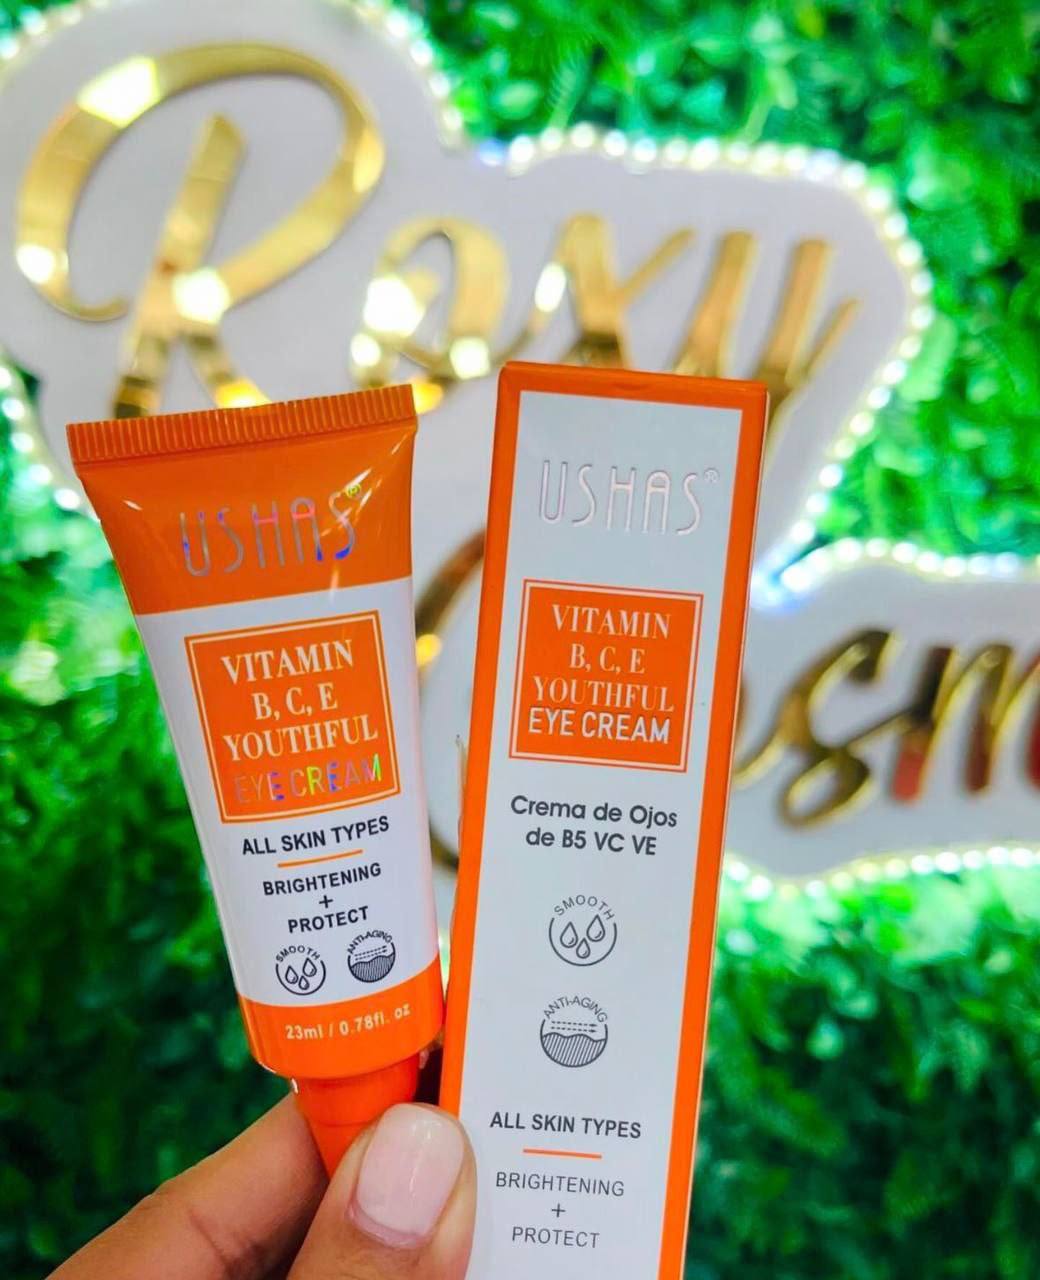 Roxy
USHAS®
VITAMIN
B, C, E
YOUTHFUL
EYE CREAM
ALL SKIN TYPES
BRIGHTENING
+
PROTECT
SMOOTH
ANTI-AGING
23ml / 0.78fl. oz
USHAS®
VITAMIN
B, C, E
YOUTHFUL
EYE CREAM
Crema de Ojos
de B5 VC VE
SMOOTH
ANTI-AGING
ALL SKIN TYPES
BRIGHTENING
+
PROTECT